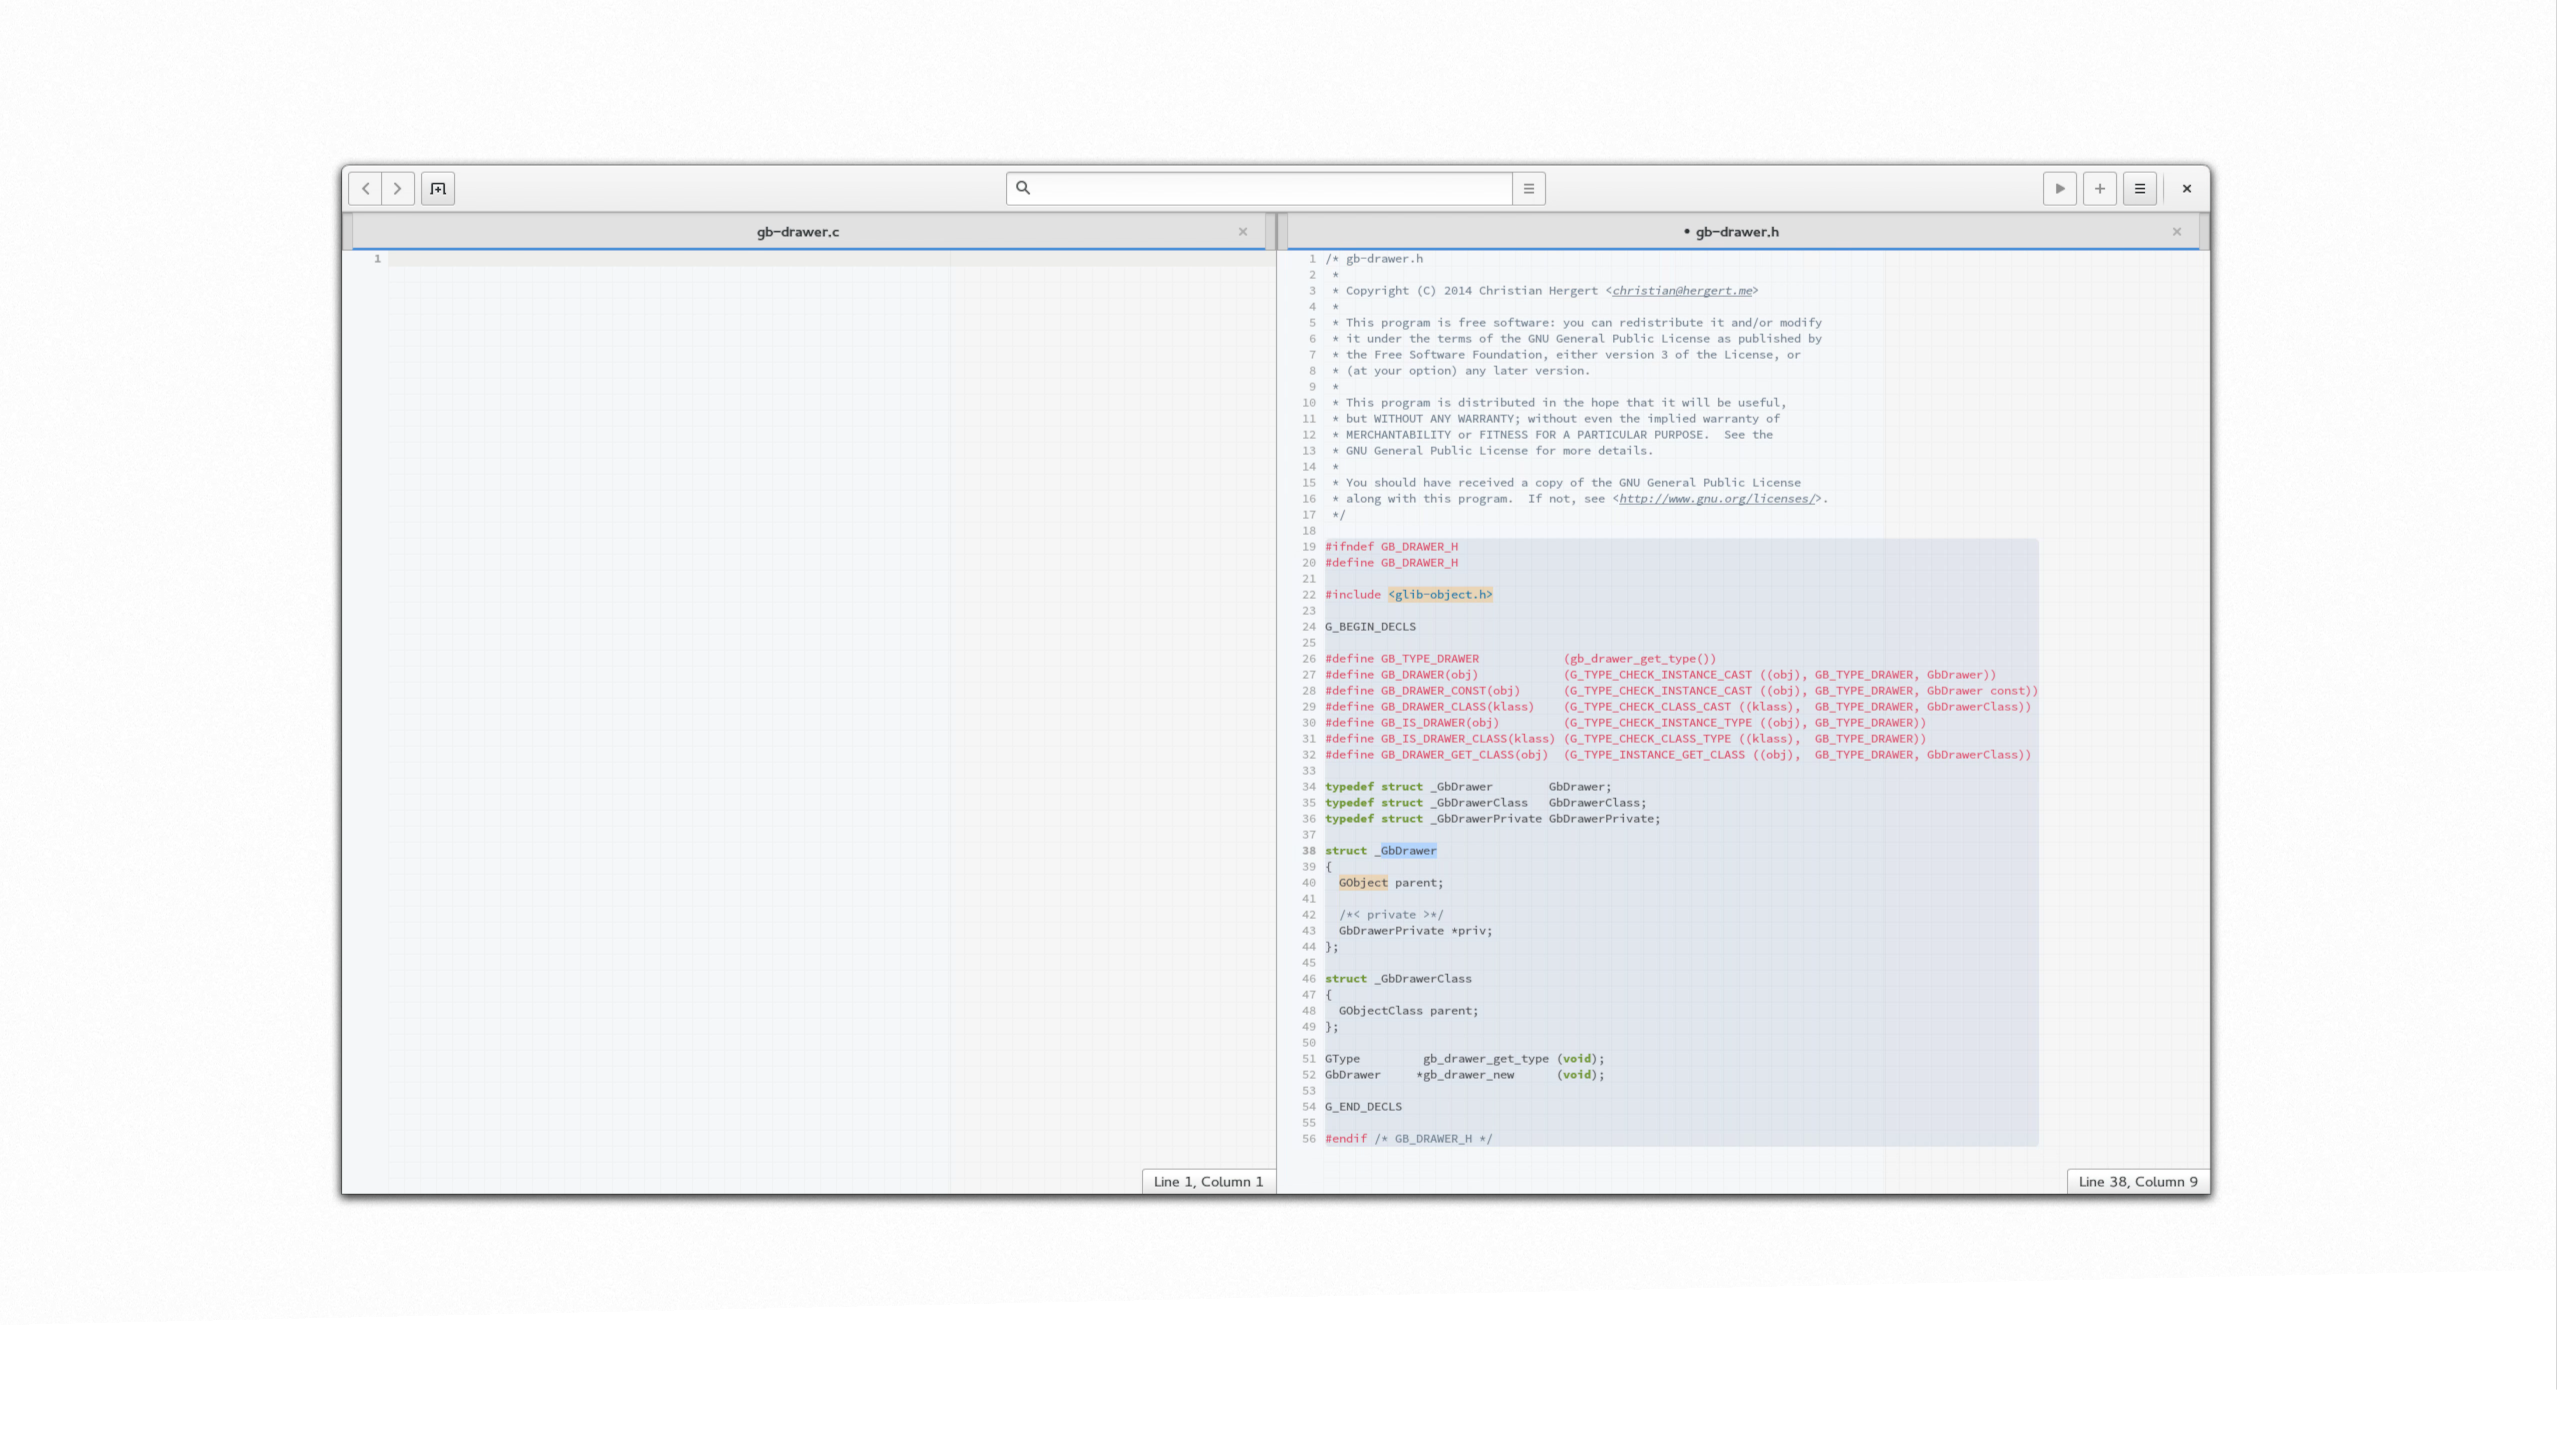 gb-drawer.c
• gb-drawer.h
1
Line 1, Column 1
1 /* gb-drawer.h
2  *
3  * Copyright (C) 2014 Christian Hergert <christian@hergert.me>
4  *
5  * This program is free software: you can redistribute it and/or modify
6  * it under the terms of the GNU General Public License as published by
7  * the Free Software Foundation, either version 3 of the License, or
8  * (at your option) any later version.
9  *
10  * This program is distributed in the hope that it will be useful,
11  * but WITHOUT ANY WARRANTY; without even the implied warranty of
12  * MERCHANTABILITY or FITNESS FOR A PARTICULAR PURPOSE.  See the
13  * GNU General Public License for more details.
14  *
15  * You should have received a copy of the GNU General Public License
16  * along with this program.  If not, see <http://www.gnu.org/licenses/>.
17  */
18
19 #ifndef GB_DRAWER_H
20 #define GB_DRAWER_H
21
22 #include <glib-object.h>
23
24 G_BEGIN_DECLS
25
26 #define GB_TYPE_DRAWER            (gb_drawer_get_type())
27 #define GB_DRAWER(obj)            (G_TYPE_CHECK_INSTANCE_CAST ((obj), GB_TYPE_DRAWER, GbDrawer))
28 #define GB_DRAWER_CONST(obj)      (G_TYPE_CHECK_INSTANCE_CAST ((obj), GB_TYPE_DRAWER, GbDrawer const))
29 #define GB_DRAWER_CLASS(klass)    (G_TYPE_CHECK_CLASS_CAST ((klass),  GB_TYPE_DRAWER, GbDrawerClass))
30 #define GB_IS_DRAWER(obj)         (G_TYPE_CHECK_INSTANCE_TYPE ((obj), GB_TYPE_DRAWER))
31 #define GB_IS_DRAWER_CLASS(klass) (G_TYPE_CHECK_CLASS_TYPE ((klass),  GB_TYPE_DRAWER))
32 #define GB_DRAWER_GET_CLASS(obj)  (G_TYPE_INSTANCE_GET_CLASS ((obj),  GB_TYPE_DRAWER, GbDrawerClass))
33
34 typedef struct _GbDrawer        GbDrawer;
35 typedef struct _GbDrawerClass   GbDrawerClass;
36 typedef struct _GbDrawerPrivate GbDrawerPrivate;
37
38 struct _GbDrawer
39 {
40   GObject parent;
41
42   /*< private >*/
43   GbDrawerPrivate *priv;
44 };
45
46 struct _GbDrawerClass
47 {
48   GObjectClass parent;
49 };
50
51 GType         gb_drawer_get_type (void);
52 GbDrawer     *gb_drawer_new      (void);
53
54 G_END_DECLS
55
56 #endif /* GB_DRAWER_H */
Line 38, Column 9